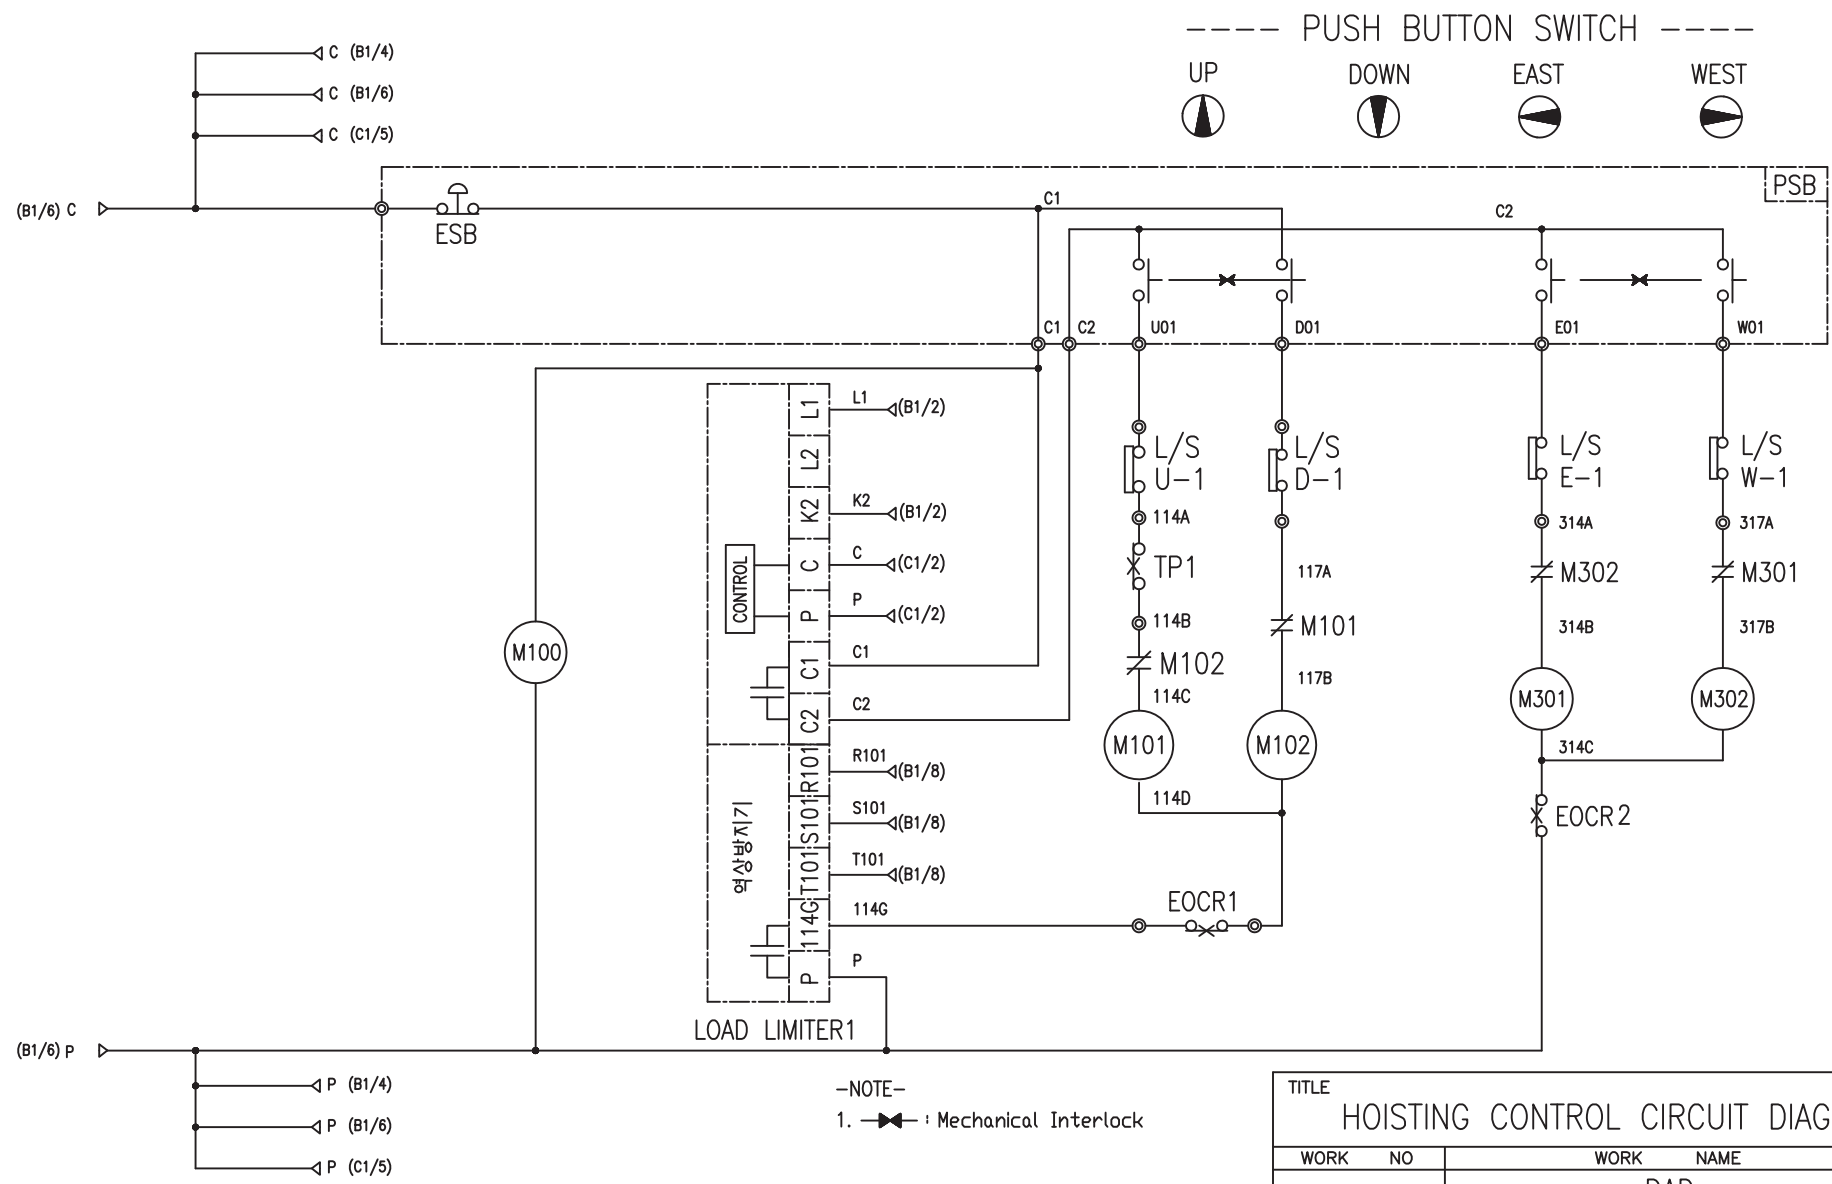 PUSH BUTTON SWITCH
UP DOWN EAST WEST
C (B1/4)
C (B1/6)
C (C1/5)
(B1/6) C
ESB
PSB
C1
C2
C1 C2 U01 D01 E01 W01
L1 L1 (B1/2)
L2
K2 K2 (B1/2)
C C (C1/2)
P P (C1/2)
CONTROL
C1 C1
C2 C2
R101 R101 (B1/8)
S101 S101 (B1/8)
T101 T101 (B1/8)
114G 114G
P P
LOAD LIMITER1
M100
L/S U-1
114A
TP1
114B
M102
114C
M101
114D
L/S D-1
117A
M101
117B
M102
EOCR1
L/S E-1
314A
M302
314B
M301
314C
EOCR2
L/S W-1
317A
M301
317B
M302
(B1/6) P
P (B1/4)
P (B1/6)
P (C1/5)
-NOTE-
1. : Mechanical Interlock
TITLE
HOISTING CONTROL CIRCUIT DIAG
WORK NO WORK NAME